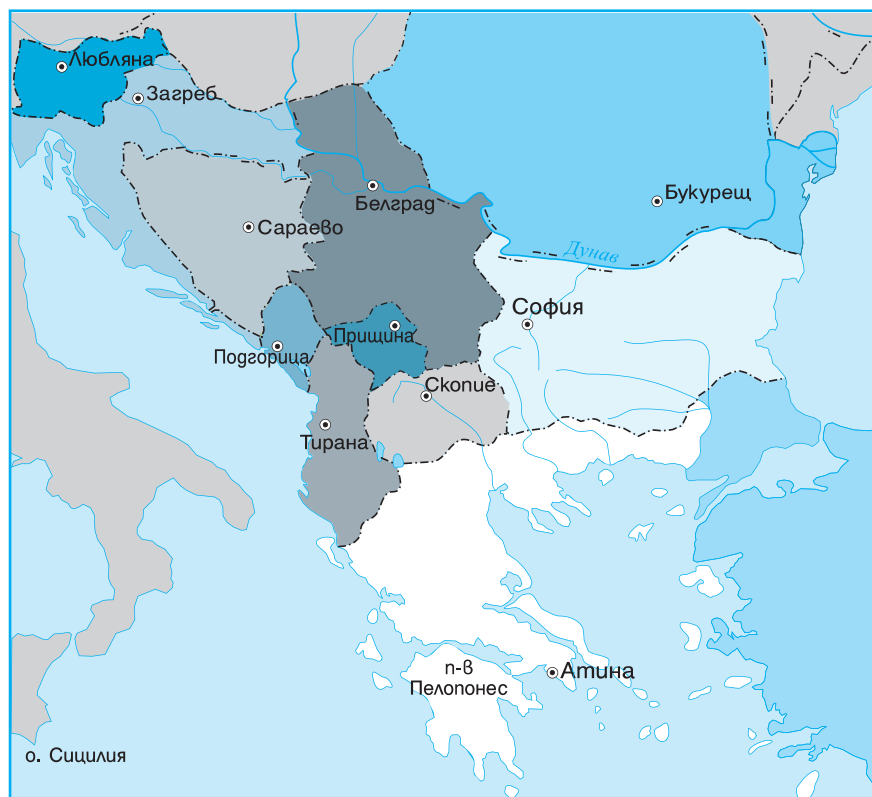 Любляна
Загреб
Белград
Букурещ
Сараево
Дунав
София
Прищина
Подгорица
Скопие
Тирана
п-в
Пелопонес
Атина
о. Сицилия